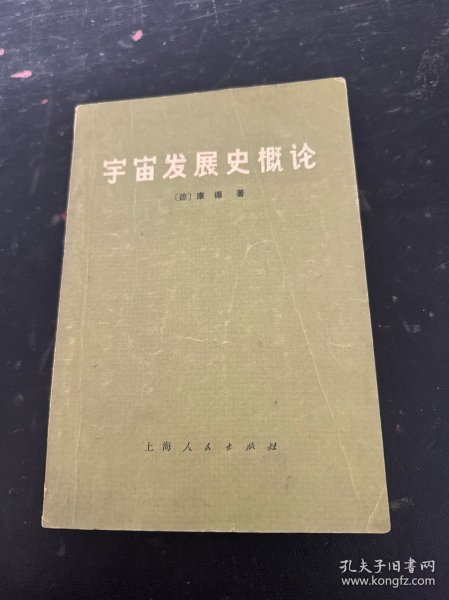 宇宙发展史概论
〔德〕康德 著
上海人民出版社
孔夫子旧书网
www.kongfz.com